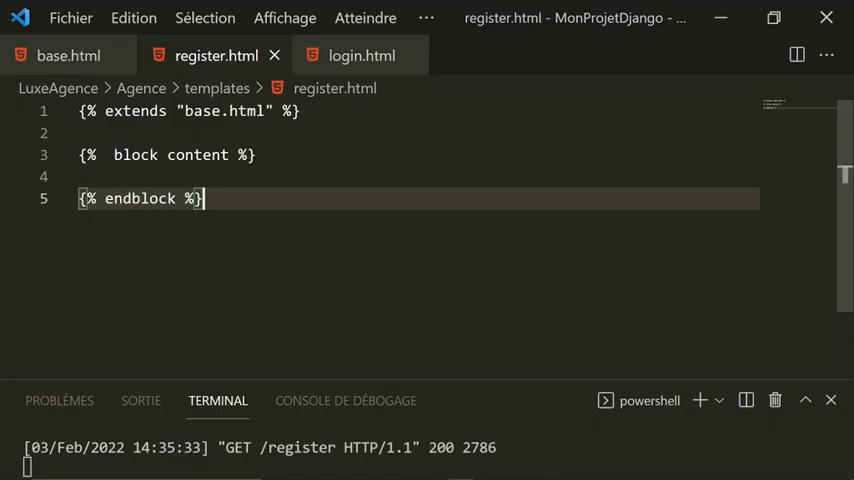 Fichier Edition Sélection Affichage Atteindre ··· register.html - MonProjetDjango - ...
base.html register.html login.html ···
LuxeAgence > Agence > templates > register.html
1 {% extends "base.html" %}
2
3 {%  block content %}
4
5 {% endblock %}
PROBLÈMES SORTIE TERMINAL CONSOLE DE DÉBOGAGE powershell
[03/Feb/2022 14:35:33] "GET /register HTTP/1.1" 200 2786